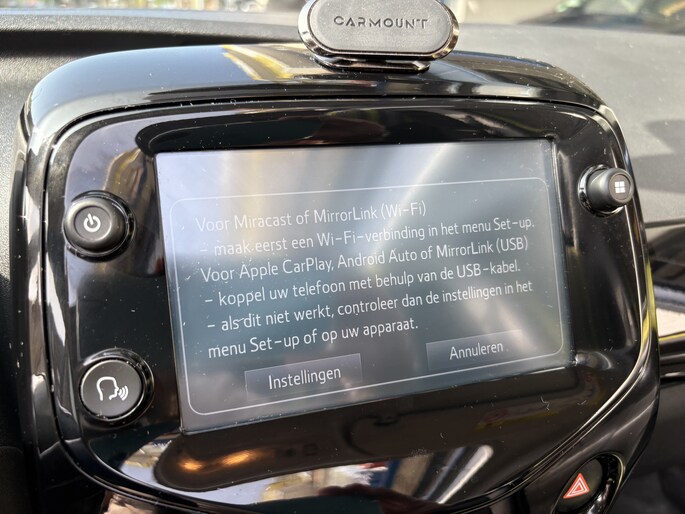 CARMOUNT
Voor Miracast of MirrorLink (Wi-Fi)
- maak eerst een Wi-Fi-verbinding in het menu Set-up.
Voor Apple CarPlay, Android Auto of MirrorLink (USB)
- koppel uw telefoon met behulp van de USB-kabel.
- als dit niet werkt, controleer dan de instellingen in het
menu Set-up of op uw apparaat.
Instellingen
Annuleren